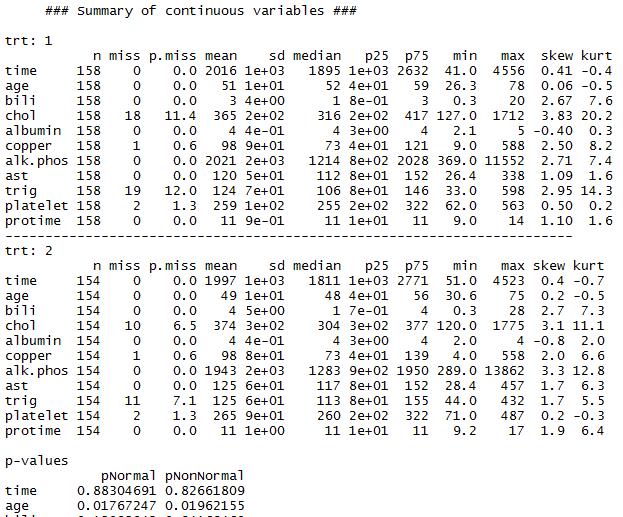 ### Summary of continuous variables ###
trt: 1
n miss p.miss mean sd median p25 p75 min max skew kurt
time 158 0 0.0 2016 1e+03 1895 1e+03 2632 41.0 4556 0.41 -0.4
age 158 0 0.0 51 1e+01 52 4e+01 59 26.3 78 0.06 -0.5
bili 158 0 0.0 3 4e+00 1 8e-01 3 0.3 20 2.67 7.6
chol 158 18 11.4 365 2e+02 316 2e+02 417 127.0 1712 3.83 20.2
albumin 158 0 0.0 4 4e-01 4 3e+00 4 2.1 5 -0.40 0.3
copper 158 1 0.6 98 9e+01 73 4e+01 121 9.0 588 2.50 8.2
alk.phos 158 0 0.0 2021 2e+03 1214 8e+02 2028 369.0 11552 2.71 7.4
ast 158 0 0.0 120 5e+01 112 8e+01 152 26.4 338 1.09 1.6
trig 158 19 12.0 124 7e+01 106 8e+01 146 33.0 598 2.95 14.3
platelet 158 2 1.3 259 1e+02 255 2e+02 322 62.0 563 0.50 0.2
protime 158 0 0.0 11 9e-01 11 1e+01 11 9.0 14 1.10 1.6
------------------------------------------------------------------------
trt: 2
n miss p.miss mean sd median p25 p75 min max skew kurt
time 154 0 0.0 1997 1e+03 1811 1e+03 2771 51.0 4523 0.4 -0.7
age 154 0 0.0 49 1e+01 48 4e+01 56 30.6 75 0.2 -0.5
bili 154 0 0.0 4 5e+00 1 7e-01 4 0.3 28 2.7 7.3
chol 154 10 6.5 374 3e+02 304 3e+02 377 120.0 1775 3.1 11.1
albumin 154 0 0.0 4 4e-01 4 3e+00 4 2.0 4 -0.8 2.0
copper 154 1 0.6 98 8e+01 73 4e+01 139 4.0 558 2.0 6.6
alk.phos 154 0 0.0 1943 2e+03 1283 9e+02 1950 289.0 13862 3.3 12.8
ast 154 0 0.0 125 6e+01 117 8e+01 152 28.4 457 1.7 6.3
trig 154 11 7.1 125 6e+01 113 8e+01 155 44.0 432 1.7 5.5
platelet 154 2 1.3 265 9e+01 260 2e+02 322 71.0 487 0.2 -0.3
protime 154 0 0.0 11 1e+00 11 1e+01 11 9.2 17 1.9 6.4
p-values
pNormal pNonNormal
time 0.88304691 0.82661809
age 0.01767247 0.01962155